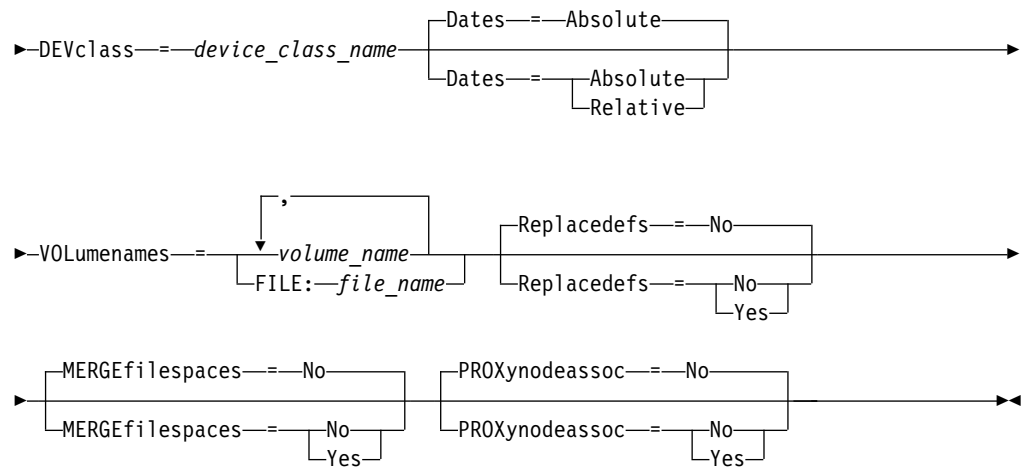 Dates = Absolute
DEVclass = device_class_name
Dates = Absolute
Relative
,
Replacedefs = No
VOLumenames = volume_name
FILE: file_name
Replacedefs = No
Yes
MERGEfilespaces = No
PROXynodeassoc = No
MERGEfilespaces = No
Yes
PROXynodeassoc = No
Yes